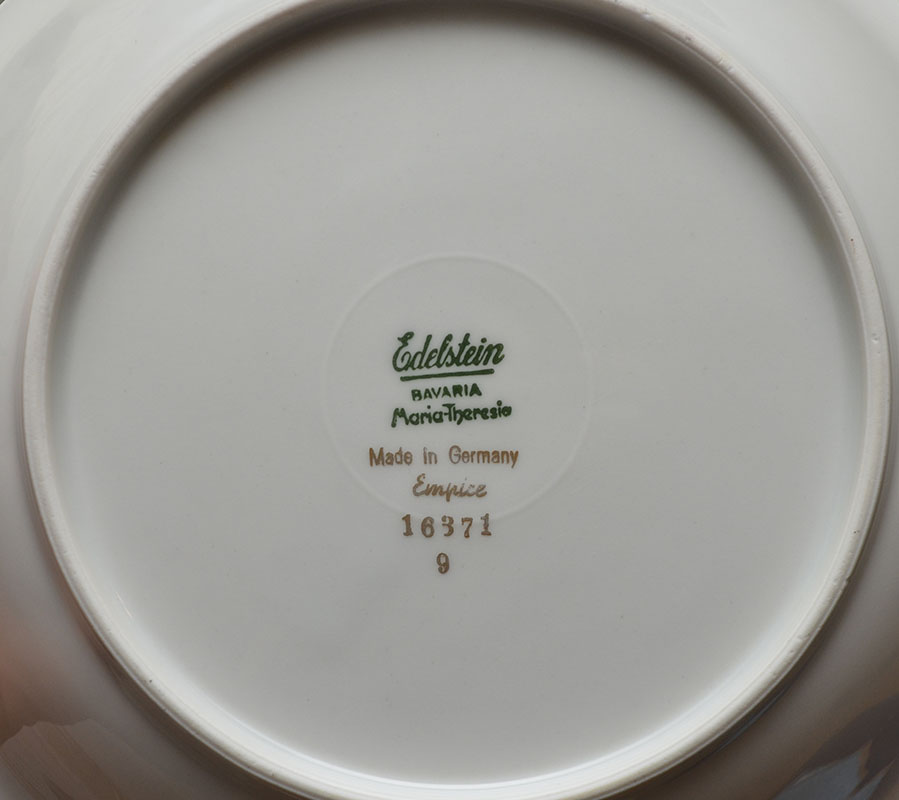 Edelstein
BAVARIA
Maria-Theresia
Made in Germany
Empire
16371
9